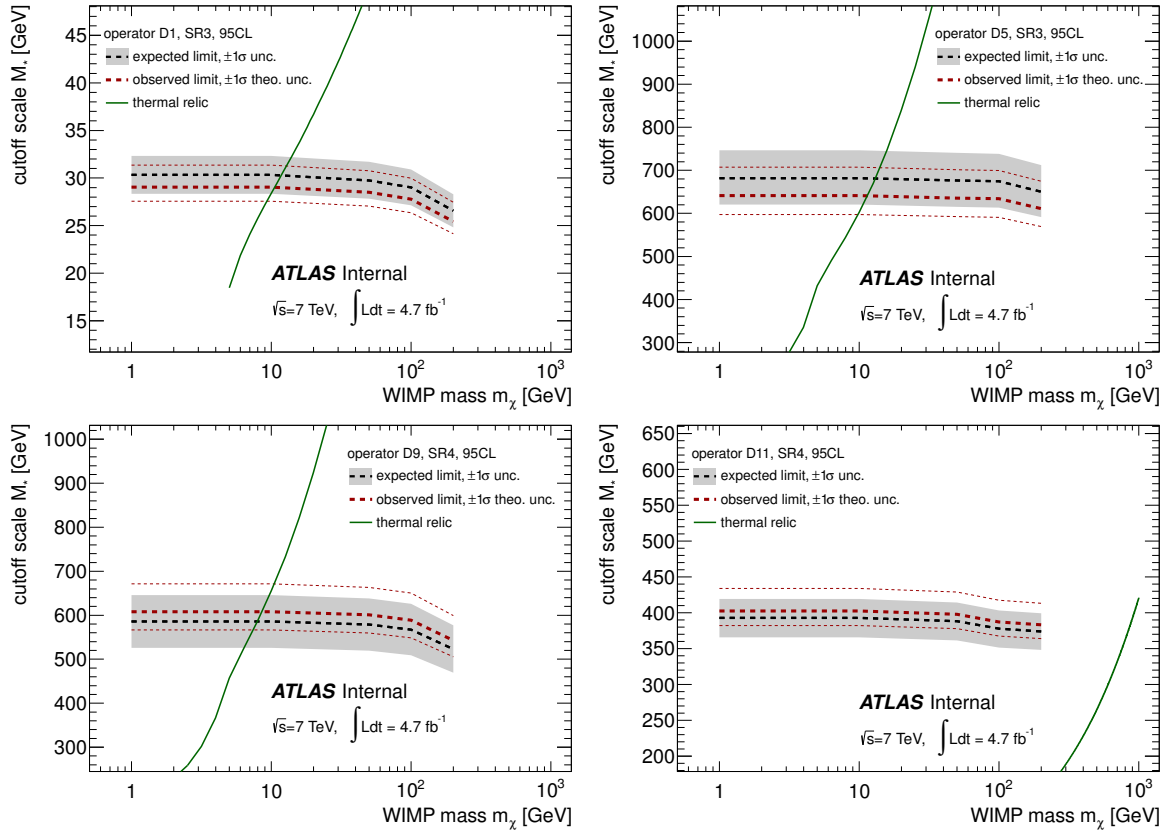 cutoff scale M* [GeV]
operator D1, SR3, 95CL
expected limit, ±1σ unc.
observed limit, ±1σ theo. unc.
thermal relic
45
40
35
30
25
20
15
ATLAS Internal
√s=7 TeV, ∫Ldt = 4.7 fb⁻¹
1 10 10² 10³
WIMP mass mχ [GeV]
cutoff scale M* [GeV]
operator D5, SR3, 95CL
expected limit, ±1σ unc.
observed limit, ±1σ theo. unc.
thermal relic
1000
900
800
700
600
500
400
300
ATLAS Internal
√s=7 TeV, ∫Ldt = 4.7 fb⁻¹
1 10 10² 10³
WIMP mass mχ [GeV]
cutoff scale M* [GeV]
operator D9, SR4, 95CL
expected limit, ±1σ unc.
observed limit, ±1σ theo. unc.
thermal relic
1000
900
800
700
600
500
400
300
ATLAS Internal
√s=7 TeV, ∫Ldt = 4.7 fb⁻¹
1 10 10² 10³
WIMP mass mχ [GeV]
cutoff scale M* [GeV]
operator D11, SR4, 95CL
expected limit, ±1σ unc.
observed limit, ±1σ theo. unc.
thermal relic
650
600
550
500
450
400
350
300
250
200
ATLAS Internal
√s=7 TeV, ∫Ldt = 4.7 fb⁻¹
1 10 10² 10³
WIMP mass mχ [GeV]